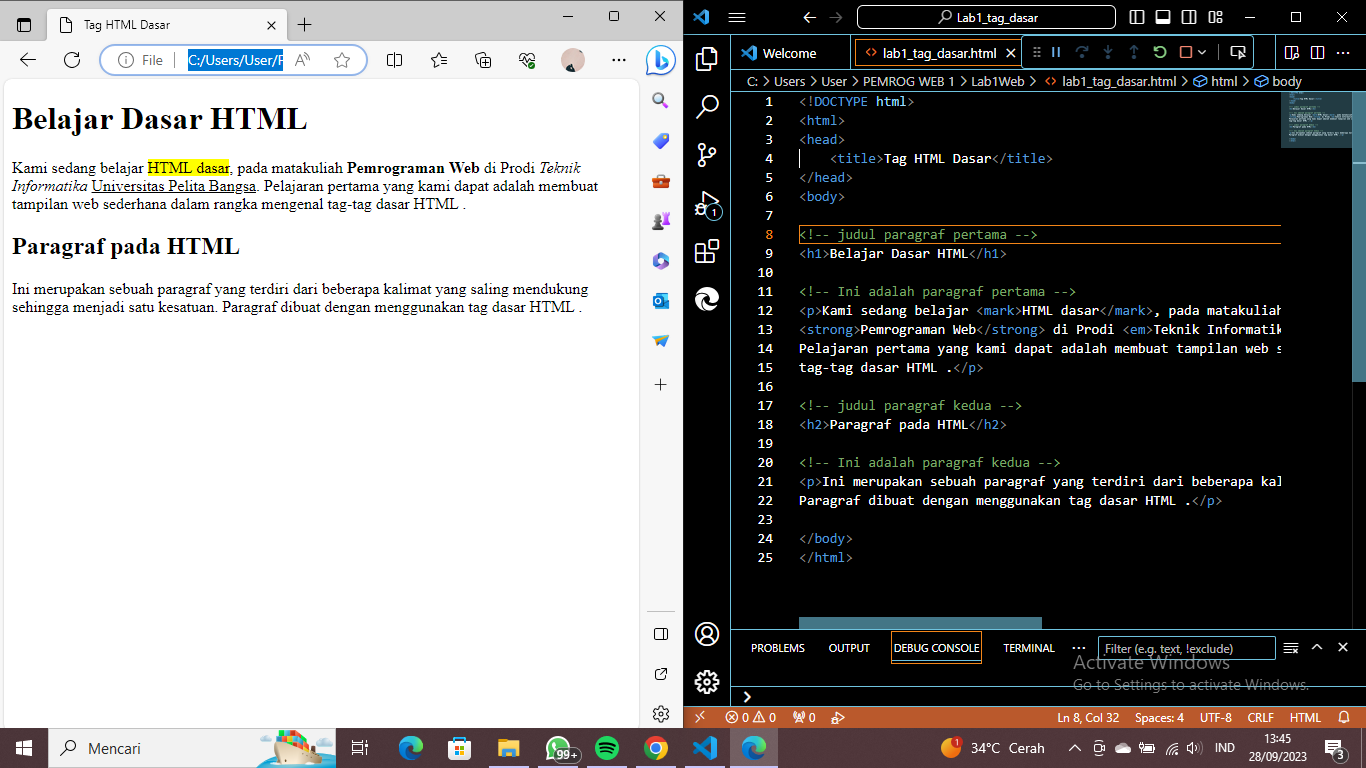 Tag HTML Dasar
File
C:/Users/User/P
Belajar Dasar HTML
Kami sedang belajar HTML dasar, pada matakuliah Pemrograman Web di Prodi Teknik
Informatika Universitas Pelita Bangsa. Pelajaran pertama yang kami dapat adalah membuat
tampilan web sederhana dalam rangka mengenal tag-tag dasar HTML .
Paragraf pada HTML
Ini merupakan sebuah paragraf yang terdiri dari beberapa kalimat yang saling mendukung
sehingga menjadi satu kesatuan. Paragraf dibuat dengan menggunakan tag dasar HTML .
Lab1_tag_dasar
Welcome
<> lab1_tag_dasar.html
C: > Users > User > PEMROG WEB 1 > Lab1Web > <> lab1_tag_dasar.html > html > body
1 <!DOCTYPE html>
2 <html>
3 <head>
4 <title>Tag HTML Dasar</title>
5 </head>
6 <body>
7
8 <!-- judul paragraf pertama -->
9 <h1>Belajar Dasar HTML</h1>
10
11 <!-- Ini adalah paragraf pertama -->
12 <p>Kami sedang belajar <mark>HTML dasar</mark>, pada matakuliah
13 <strong>Pemrograman Web</strong> di Prodi <em>Teknik Informatik
14 Pelajaran pertama yang kami dapat adalah membuat tampilan web s
15 tag-tag dasar HTML .</p>
16
17 <!-- judul paragraf kedua -->
18 <h2>Paragraf pada HTML</h2>
19
20 <!-- Ini adalah paragraf kedua -->
21 <p>Ini merupakan sebuah paragraf yang terdiri dari beberapa kal
22 Paragraf dibuat dengan menggunakan tag dasar HTML .</p>
23
24 </body>
25 </html>
1
PROBLEMS OUTPUT DEBUG CONSOLE TERMINAL ···
Filter (e.g. text, !exclude)
Activate Windows
Go to Settings to activate Windows.
0 0 0
Ln 8, Col 32 Spaces: 4 UTF-8 CRLF HTML
Mencari
99+
1
34°C Cerah
IND
13:45
28/09/2023
3